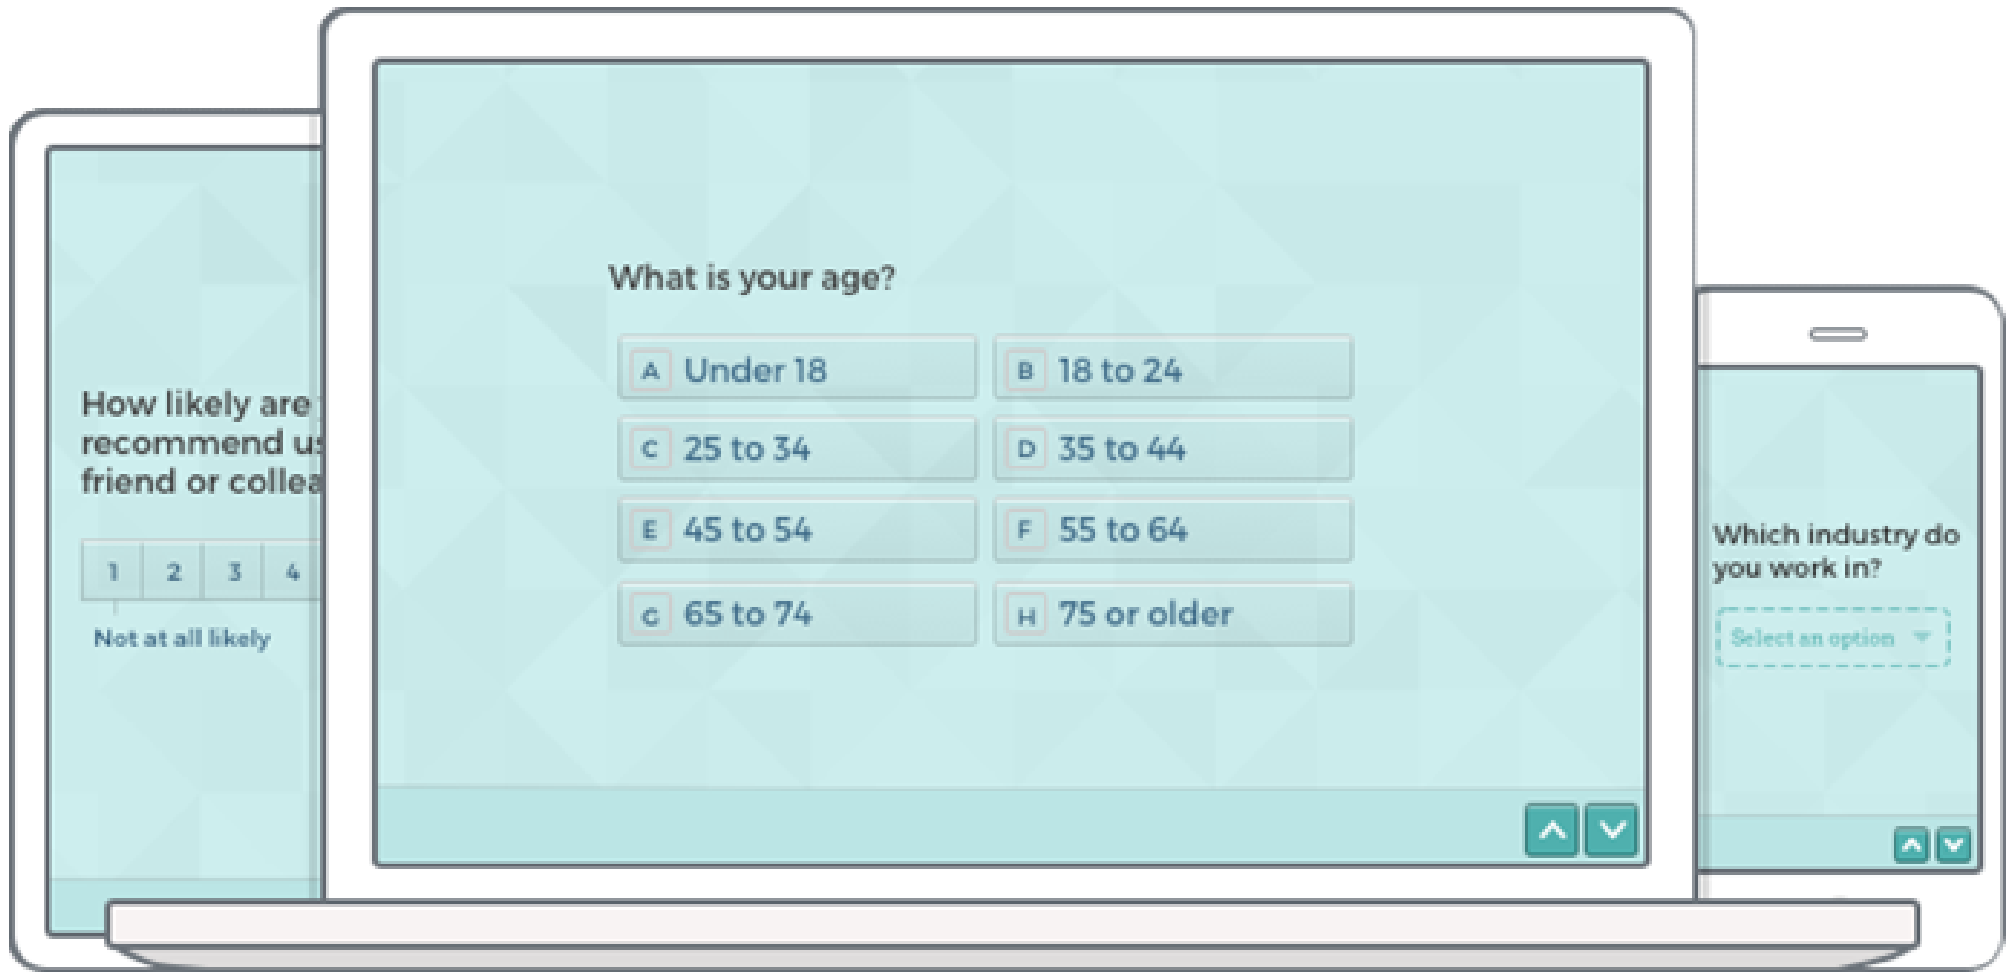 How likely are
recommend us
friend or collea
1 2 3 4
Not at all likely
What is your age?
A Under 18
B 18 to 24
C 25 to 34
D 35 to 44
E 45 to 54
F 55 to 64
G 65 to 74
H 75 or older
Which industry do
you work in?
Select an option